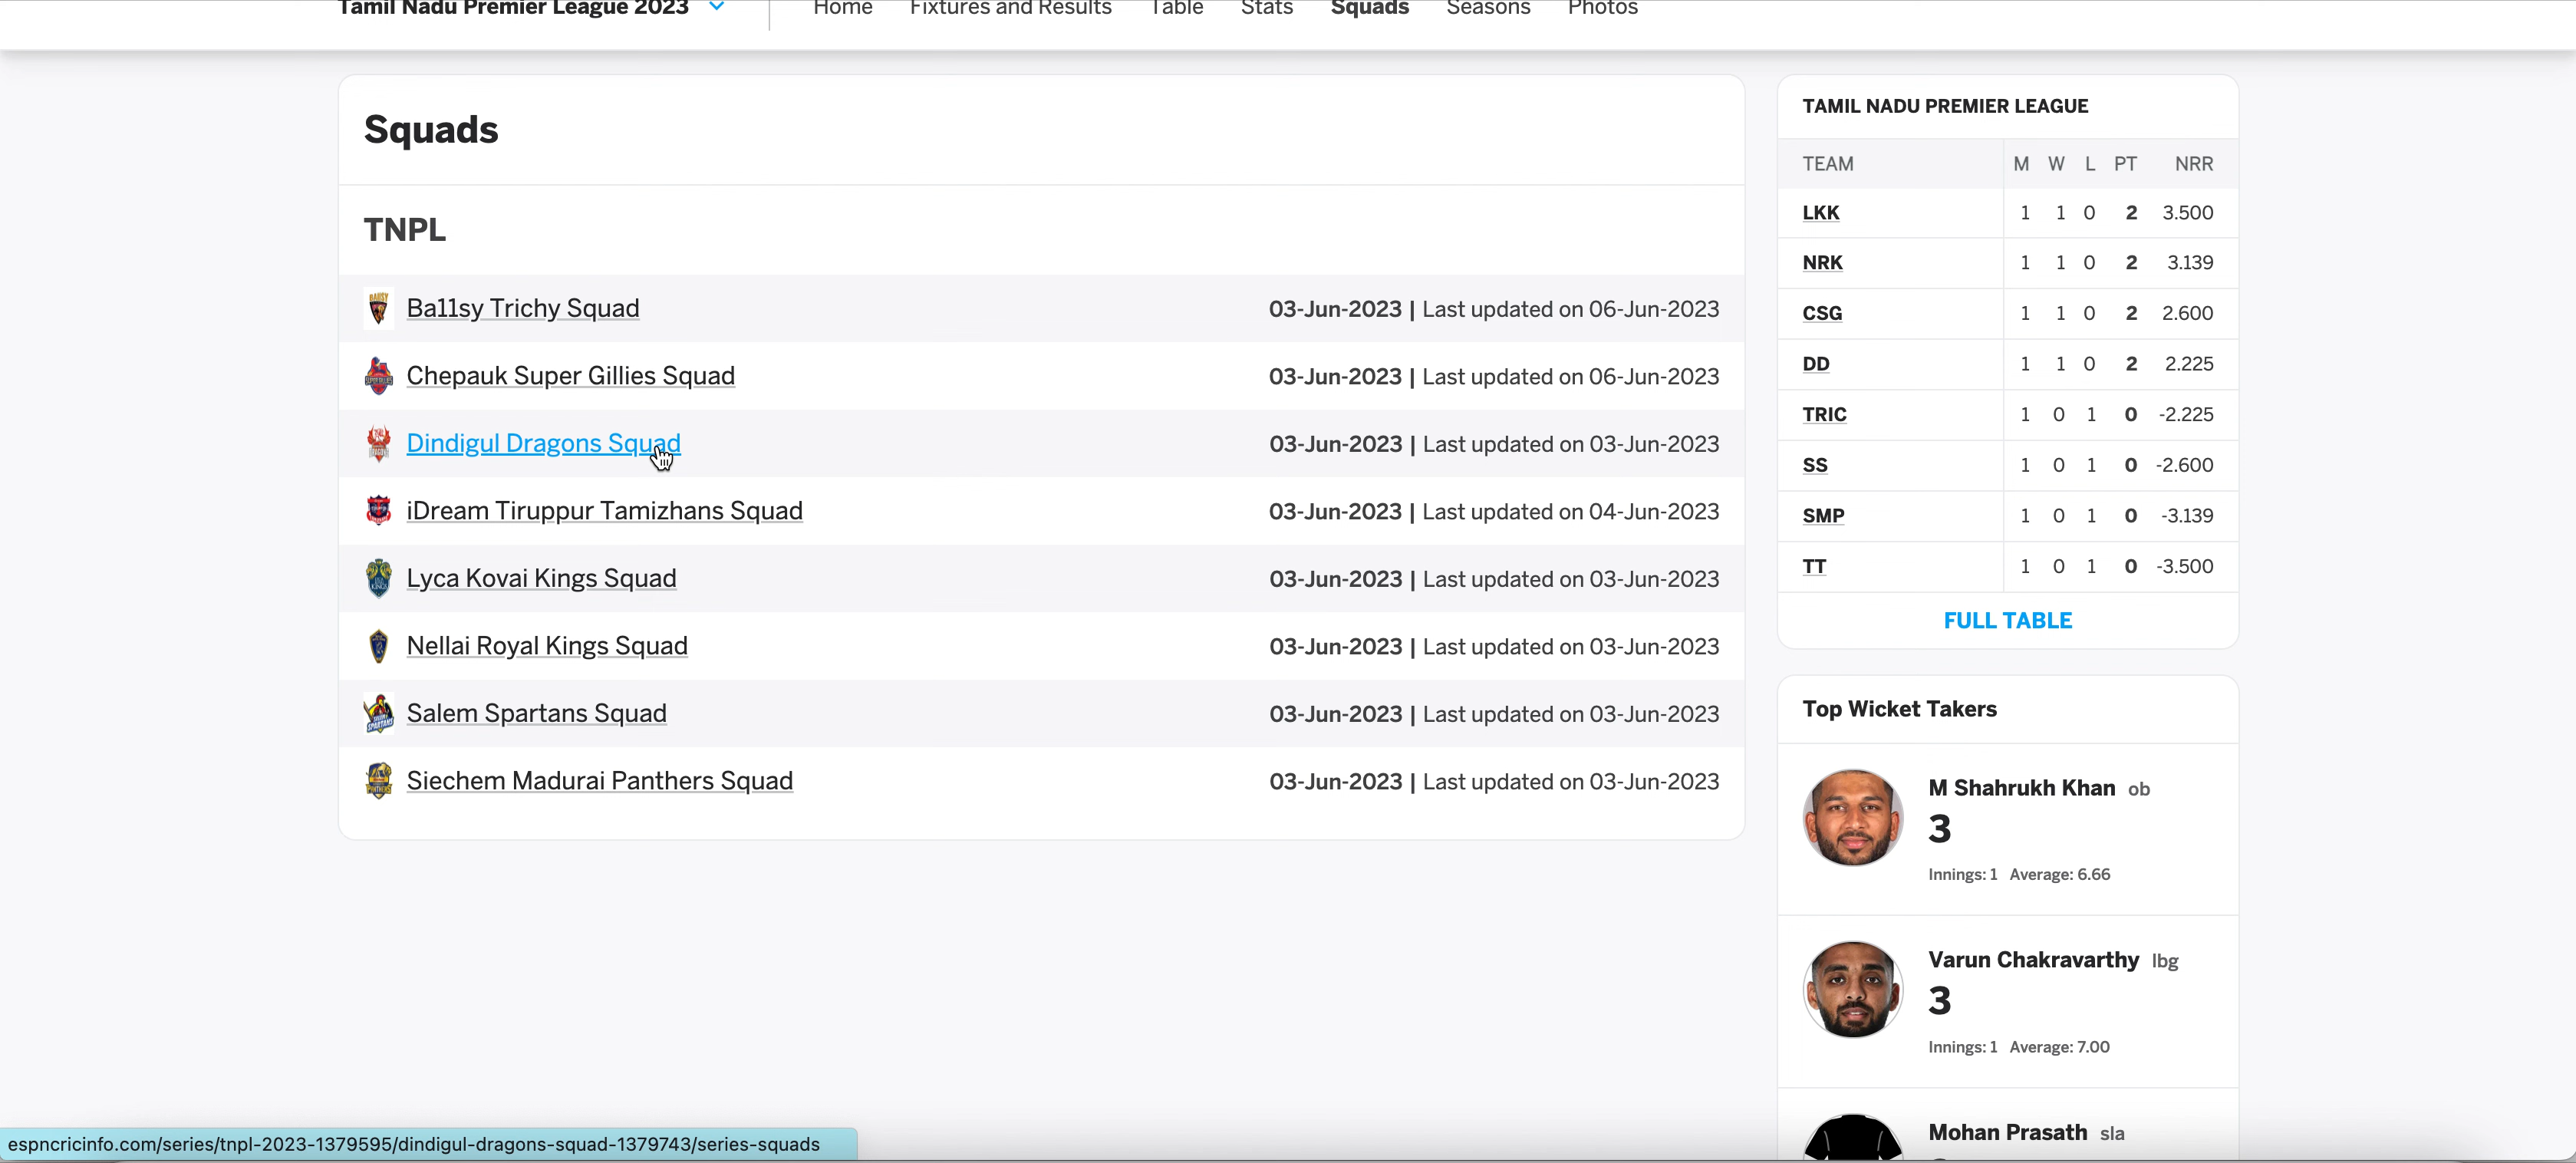 Tamil Nadu Premier League 2023 Home Fixtures and Results Table Stats Squads Seasons Photos
Squads
TNPL
Ba11sy Trichy Squad 03-Jun-2023 | Last updated on 06-Jun-2023
Chepauk Super Gillies Squad 03-Jun-2023 | Last updated on 06-Jun-2023
Dindigul Dragons Squad 03-Jun-2023 | Last updated on 03-Jun-2023
iDream Tiruppur Tamizhans Squad 03-Jun-2023 | Last updated on 04-Jun-2023
Lyca Kovai Kings Squad 03-Jun-2023 | Last updated on 03-Jun-2023
Nellai Royal Kings Squad 03-Jun-2023 | Last updated on 03-Jun-2023
Salem Spartans Squad 03-Jun-2023 | Last updated on 03-Jun-2023
Siechem Madurai Panthers Squad 03-Jun-2023 | Last updated on 03-Jun-2023
TAMIL NADU PREMIER LEAGUE
TEAM M W L PT NRR
LKK 1 1 0 2 3.500
NRK 1 1 0 2 3.139
CSG 1 1 0 2 2.600
DD 1 1 0 2 2.225
TRIC 1 0 1 0 -2.225
SS 1 0 1 0 -2.600
SMP 1 0 1 0 -3.139
TT 1 0 1 0 -3.500
FULL TABLE
Top Wicket Takers
M Shahrukh Khan ob
3
Innings: 1 Average: 6.66
Varun Chakravarthy lbg
3
Innings: 1 Average: 7.00
Mohan Prasath sla
espncricinfo.com/series/tnpl-2023-1379595/dindigul-dragons-squad-1379743/series-squads